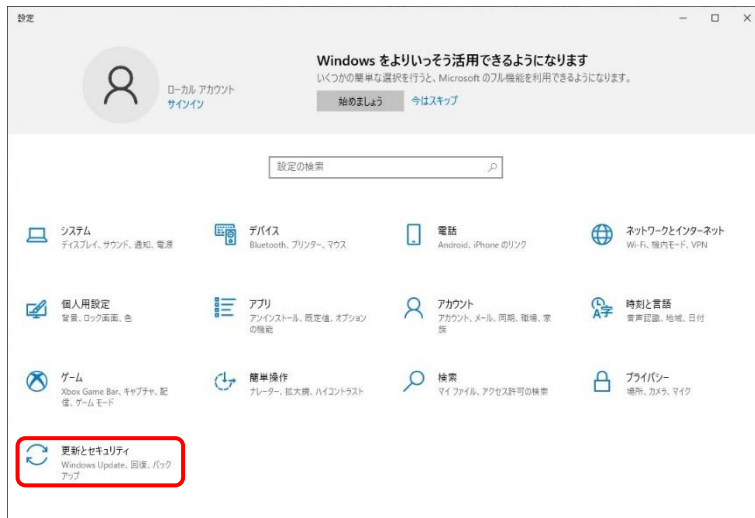 設定
ローカル アカウント
サインイン
Windows をよりいっそう活用できるようになります
いくつかの簡単な選択を行うと、Microsoft のフル機能を利用できるようになります。
始めましょう
今はスキップ
設定の検索
システム
ディスプレイ、サウンド、通知、電源
デバイス
Bluetooth、プリンター、マウス
電話
Android、iPhone のリンク
ネットワークとインターネット
Wi-Fi、機内モード、VPN
個人用設定
背景、ロック画面、色
アプリ
アンインストール、既定値、オプション
の機能
アカウント
アカウント、メール、同期、職場、家
族
時刻と言語
音声認識、地域、日付
ゲーム
Xbox Game Bar、キャプチャ、配
信、ゲーム モード
簡単操作
ナレーター、拡大鏡、ハイコントラスト
検索
マイ ファイル、アクセス許可の検索
プライバシー
場所、カメラ、マイク
更新とセキュリティ
Windows Update、回復、バック
アップ